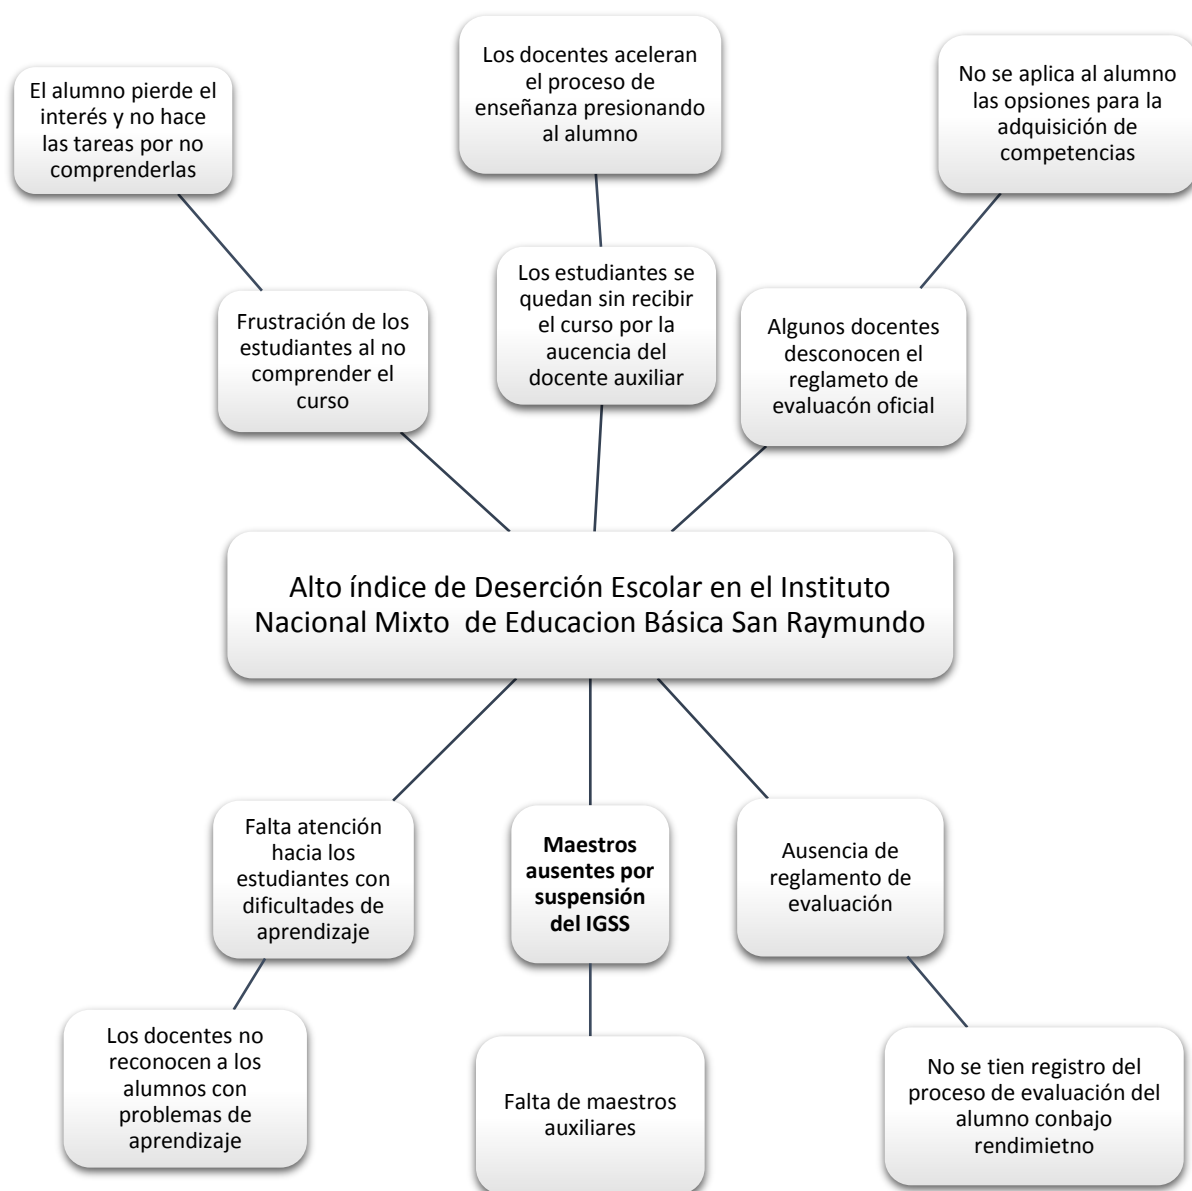 El alumno pierde el
interés y no hace
las tareas por no
comprenderlas
Los docentes aceleran
el proceso de
enseñanza presionando
al alumno
No se aplica al alumno
las opciones para la
adquisición de
competencias
Frustración de los
estudiantes al no
comprender el
curso
Los estudiantes se
quedan sin recibir
el curso por la
aucencia del
docente auxiliar
Algunos docentes
desconocen el
reglameto de
evaluacón oficial
Alto índice de Deserción Escolar en el Instituto
Nacional Mixto de Educacion Básica San Raymundo
Falta atención
hacia los
estudiantes con
dificultades de
aprendizaje
Maestros
ausentes por
suspensión
del IGSS
Ausencia de
reglamento de
evaluación
Los docentes no
reconocen a los
alumnos con
problemas de
aprendizaje
Falta de maestros
auxiliares
No se tien registro del
proceso de evaluación del
alumno conbajo
rendimietno